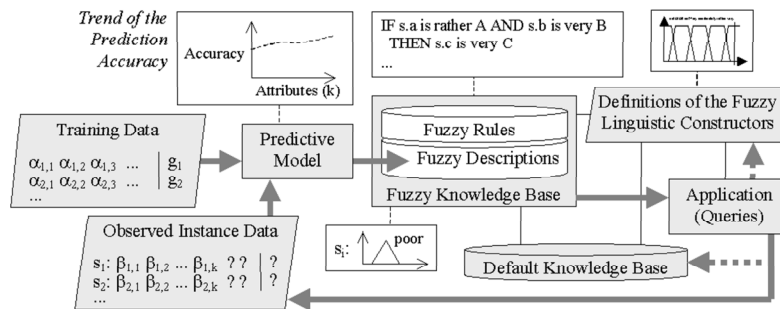 Trend of the
Prediction
Accuracy
Accuracy
Attributes (k)
IF s.a is rather A AND s.b is very B
THEN s.c is very C
...
Definitions of the Fuzzy
Linguistic Constructors
Training Data
α1,1 α1,2 α1,3 ... | g1
α2,1 α2,2 α2,3 ... | g2
...
Predictive
Model
Fuzzy Rules
Fuzzy Descriptions
Fuzzy Knowledge Base
Application
(Queries)
Observed Instance Data
s1: β1,1 β1,2 ... β1,k ? ? | ?
s2: β2,1 β2,2 ... β2,k ? ? | ?
...
si: poor
Default Knowledge Base